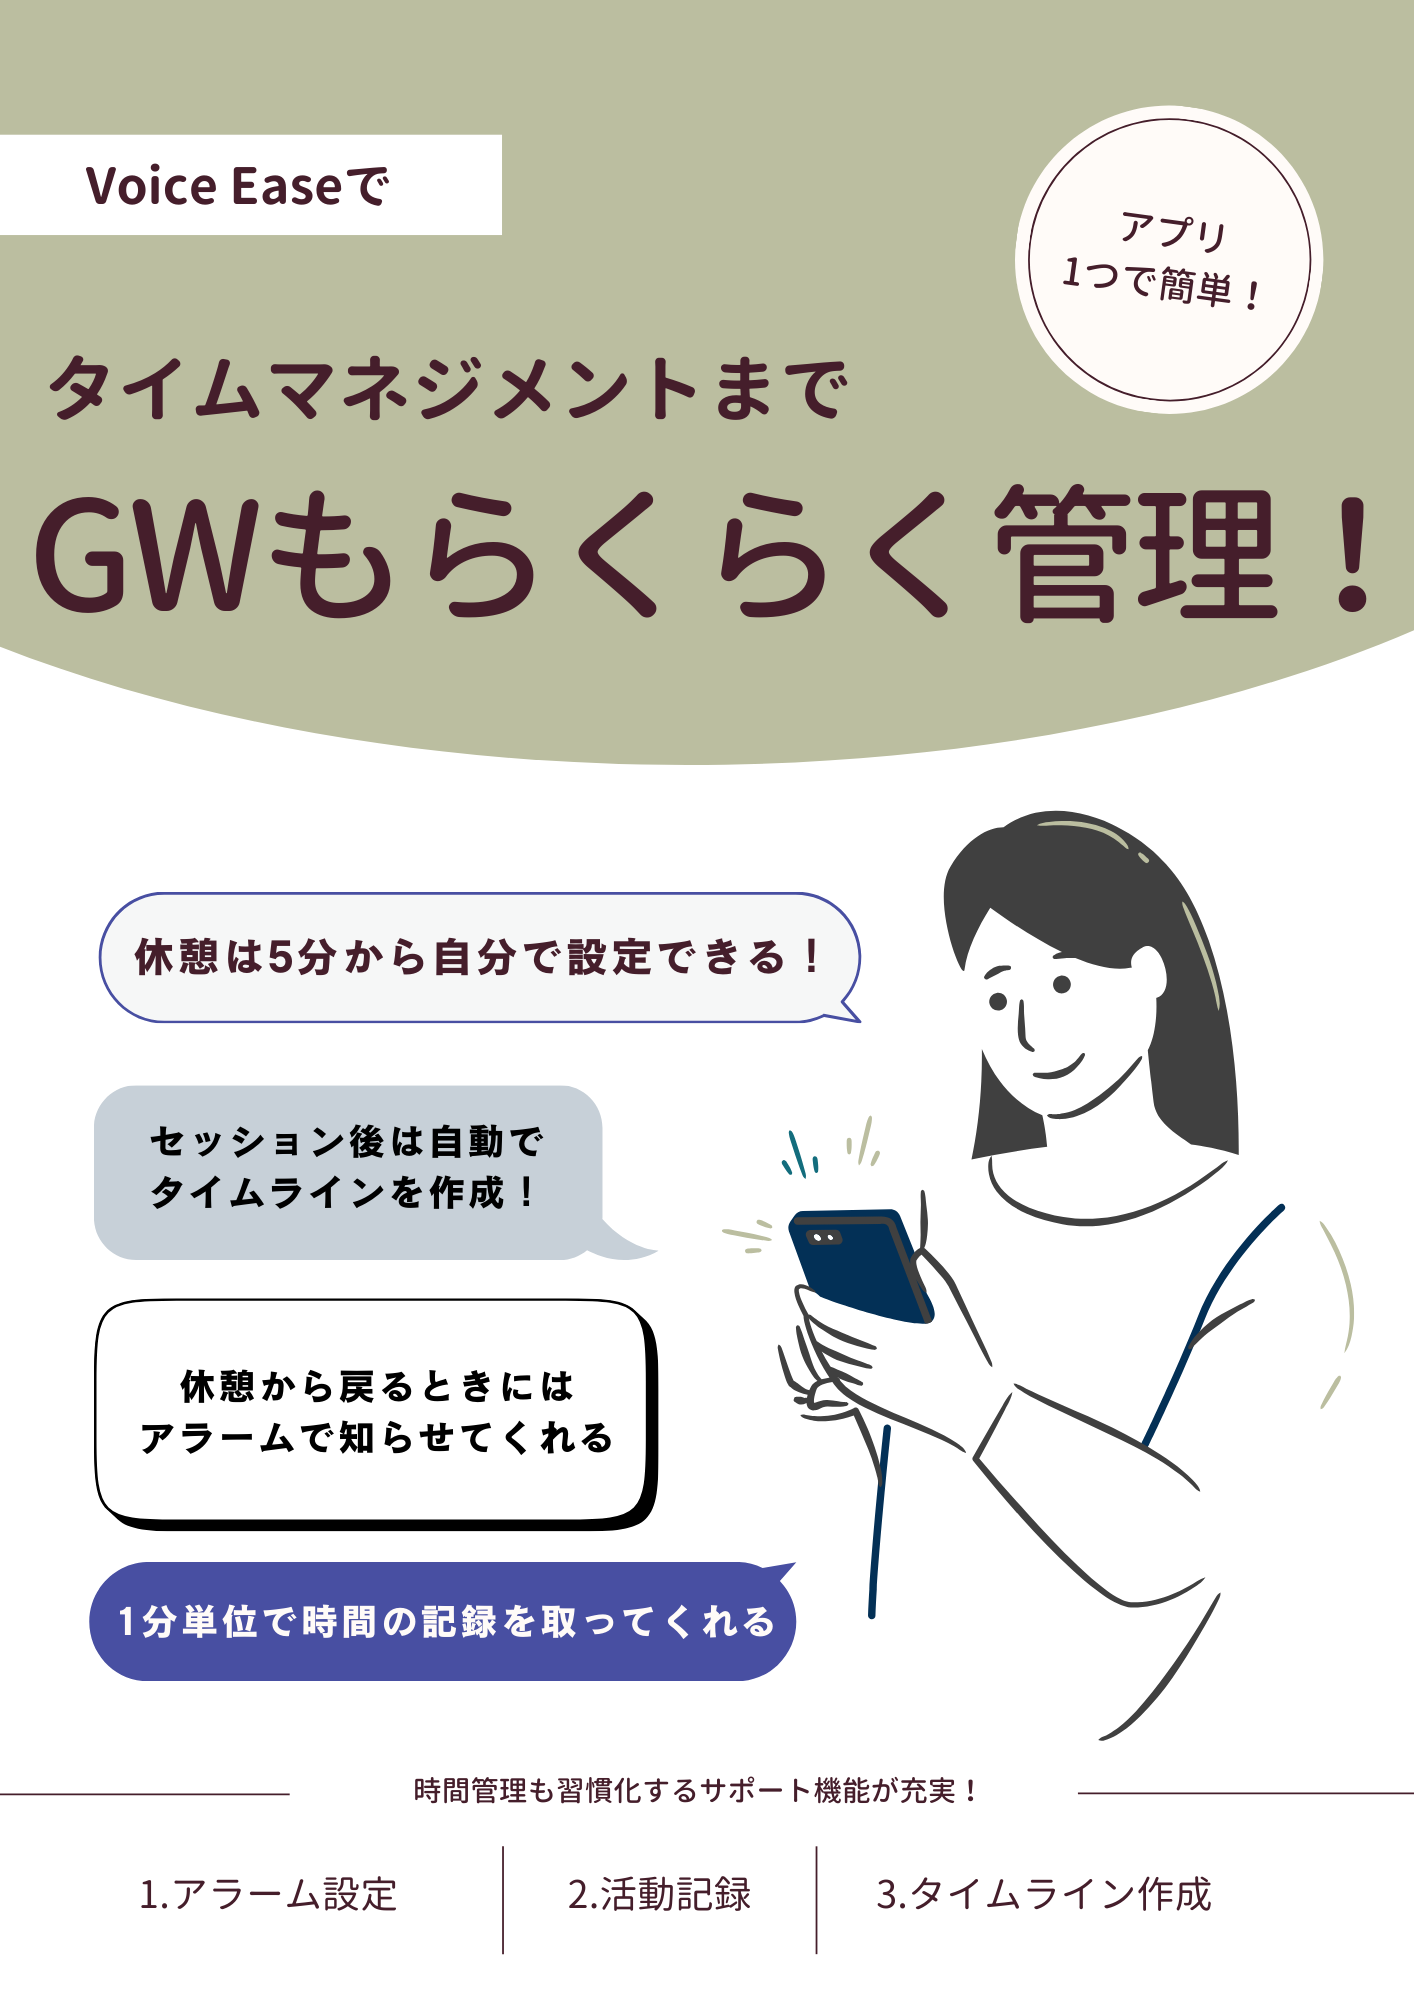 Voice Easeで
アプリ
1つで簡単！
タイムマネジメントまで
GWもらくらく管理！
休憩は5分から自分で設定できる！
セッション後は自動で
タイムラインを作成！
休憩から戻るときには
アラームで知らせてくれる
1分単位で時間の記録を取ってくれる
時間管理も習慣化するサポート機能が充実！
1.アラーム設定
2.活動記録
3.タイムライン作成